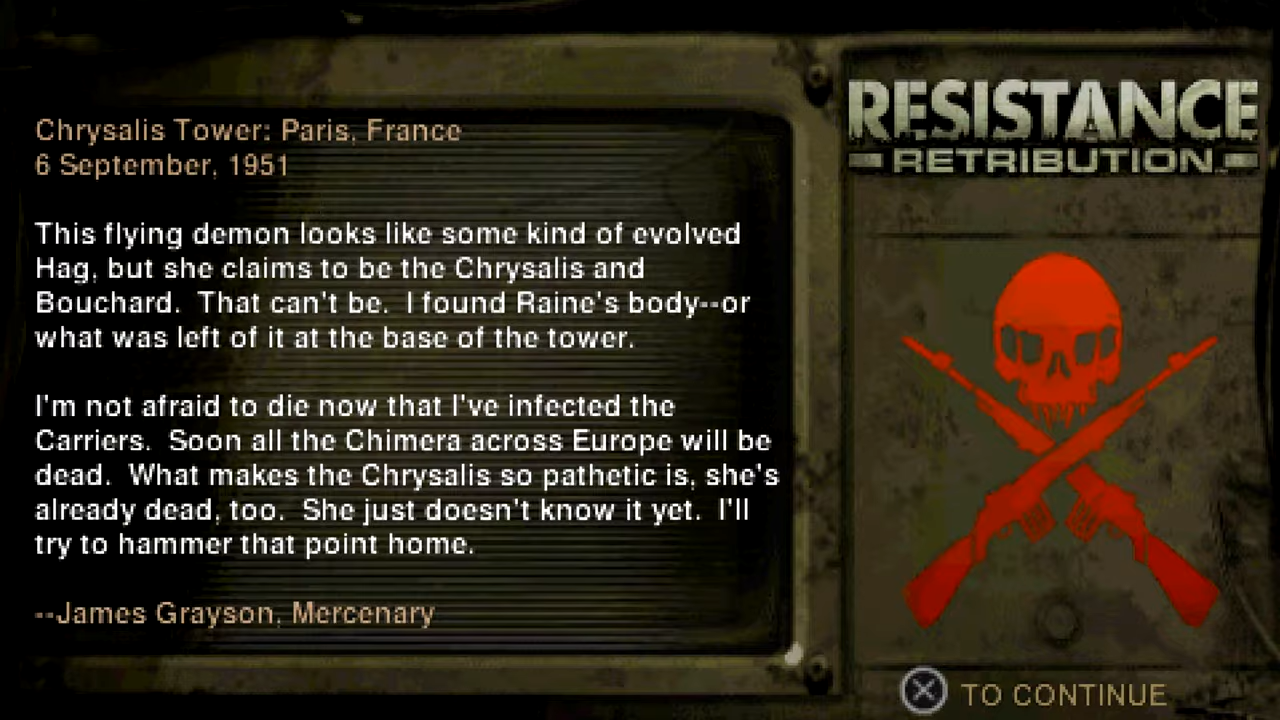 Chrysalis Tower: Paris, France
6 September, 1951
This flying demon looks like some kind of evolved
Hag, but she claims to be the Chrysalis and
Bouchard.  That can't be.  I found Raine's body--or
what was left of it at the base of the tower.
I'm not afraid to die now that I've infected the
Carriers.  Soon all the Chimera across Europe will be
dead.  What makes the Chrysalis so pathetic is, she's
already dead, too.  She just doesn't know it yet.  I'll
try to hammer that point home.
--James Grayson, Mercenary
RESISTANCE
RETRIBUTION™
TO CONTINUE